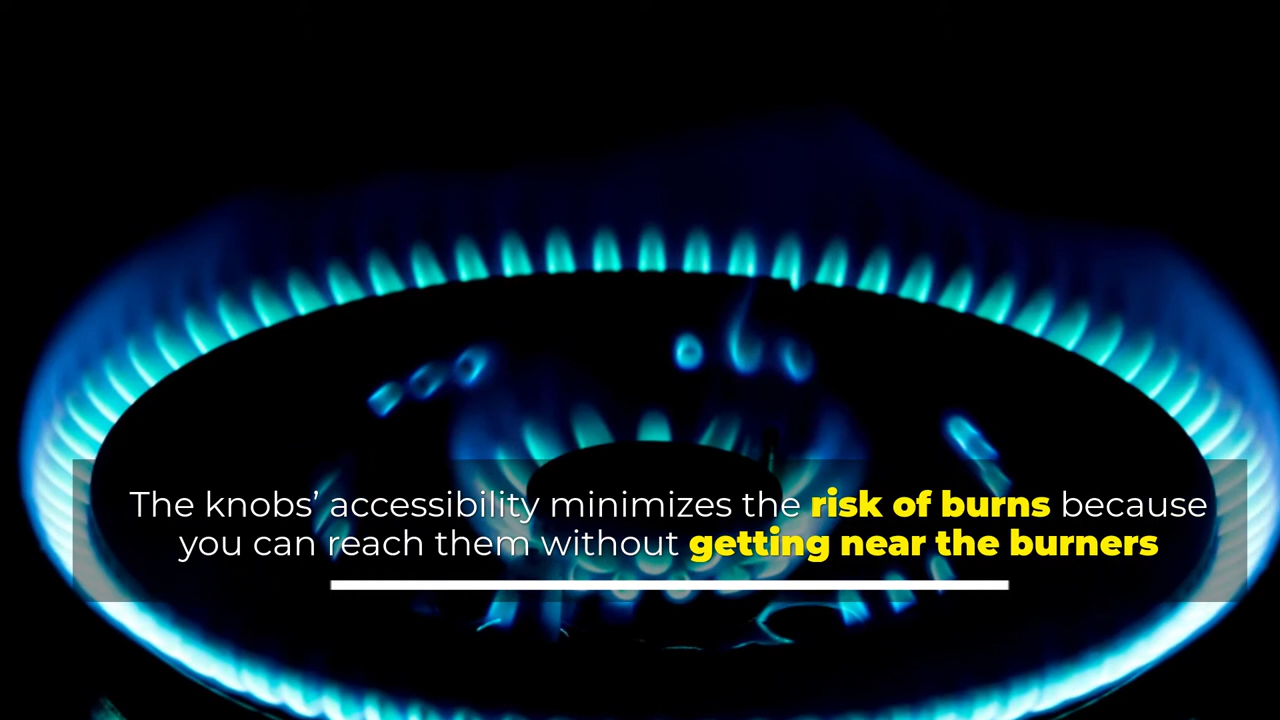 The knobs’ accessibility minimizes the risk of burns because
you can reach them without getting near the burners